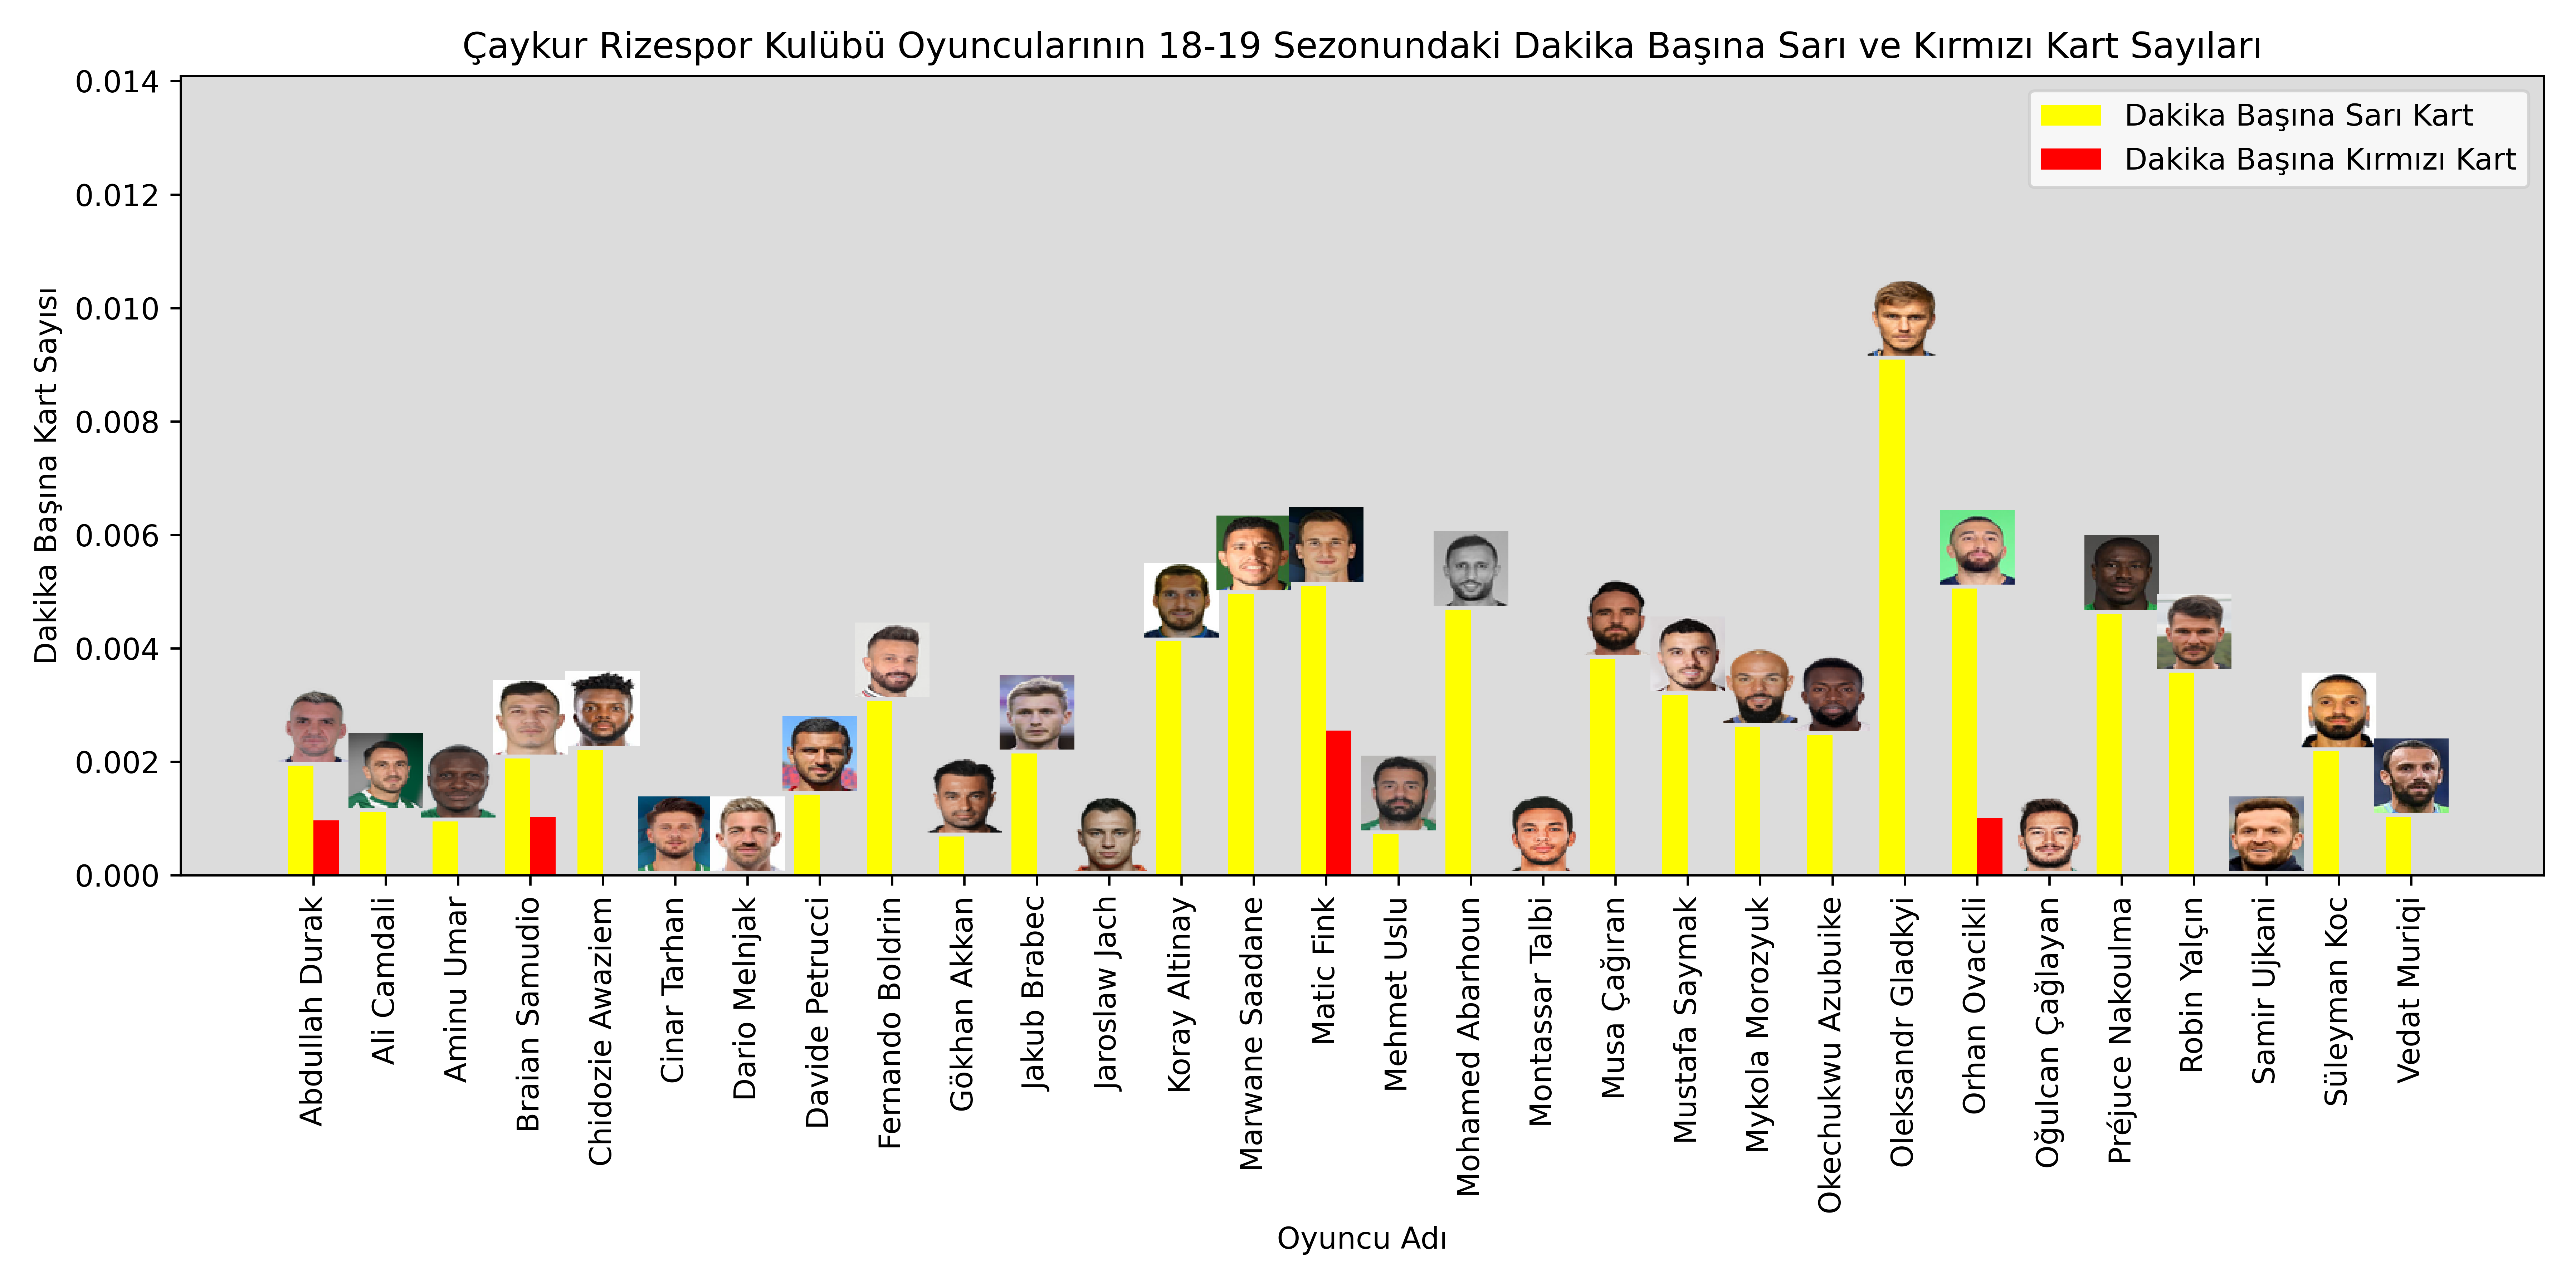 Çaykur Rizespor Kulübü Oyuncularının 18-19 Sezonundaki Dakika Başına Sarı ve Kırmızı Kart Sayıları
Dakika Başına Sarı Kart
Dakika Başına Kırmızı Kart
Dakika Başına Kart Sayısı
0.014
0.012
0.010
0.008
0.006
0.004
0.002
0.000
Abdullah Durak
Ali Camdali
Aminu Umar
Braian Samudio
Chidozie Awaziem
Cinar Tarhan
Dario Melnjak
Davide Petrucci
Fernando Boldrin
Gökhan Akkan
Jakub Brabec
Jaroslaw Jach
Koray Altinay
Marwane Saadane
Matic Fink
Mehmet Uslu
Mohamed Abarhoun
Montassar Talbi
Musa Çağıran
Mustafa Saymak
Mykola Morozyuk
Okechukwu Azubuike
Oleksandr Gladkyi
Orhan Ovacikli
Oğulcan Çağlayan
Préjuce Nakoulma
Robin Yalçın
Samir Ujkani
Süleyman Koc
Vedat Muriqi
Oyuncu Adı